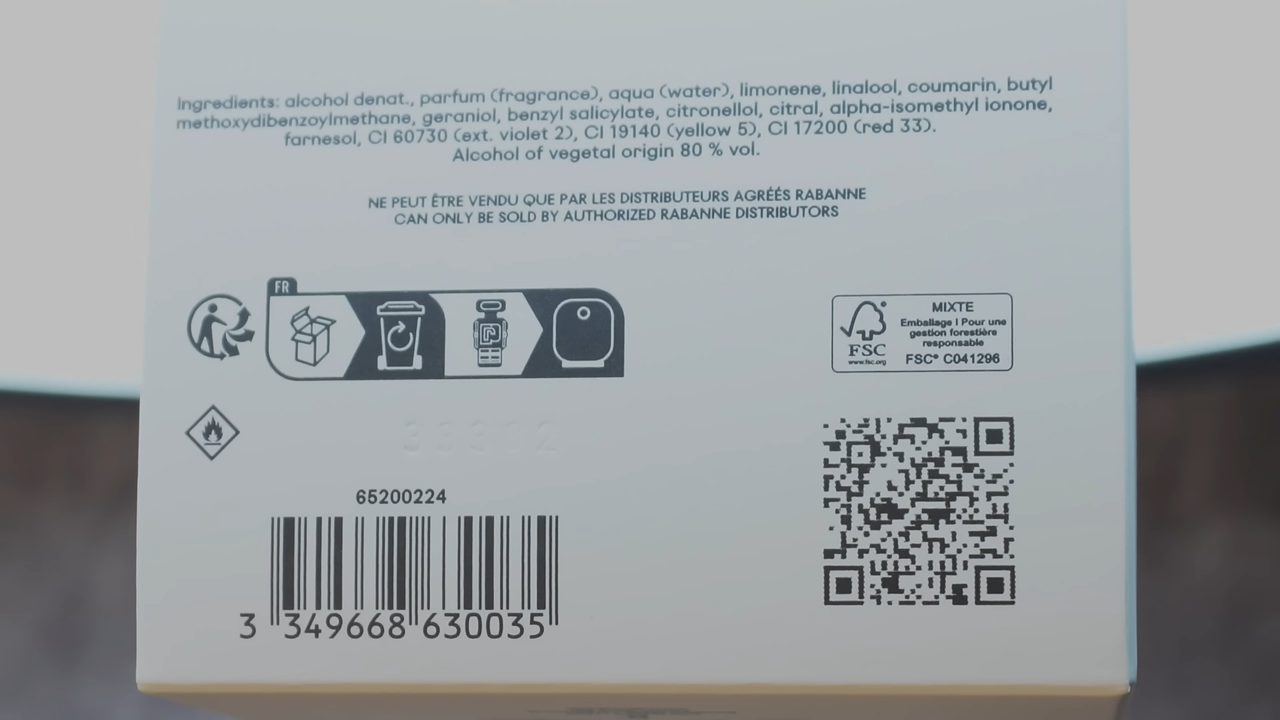 Ingredients: alcohol denat., parfum (fragrance), aqua (water), limonene, linalool, coumarin, butyl
methoxydibenzoylmethane, geraniol, benzyl salicylate, citronellol, citral, alpha-isomethyl ionone,
farnesol, CI 60730 (ext. violet 2), CI 19140 (yellow 5), CI 17200 (red 33).
Alcohol of vegetal origin 80 % vol.
NE PEUT ÊTRE VENDU QUE PAR LES DISTRIBUTEURS AGRÉÉS RABANNE
CAN ONLY BE SOLD BY AUTHORIZED RABANNE DISTRIBUTORS
FR
FSC
www.fsc.org
MIXTE
Emballage | Pour une
gestion forestière
responsable
FSC® C041296
65200224
3 349668 630035